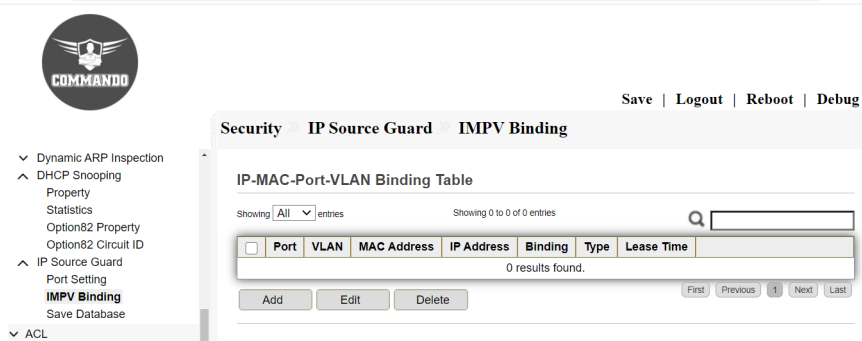 COMMANDO
Save | Logout | Reboot | Debug
Security » IP Source Guard » IMPV Binding
Dynamic ARP Inspection
DHCP Snooping
Property
Statistics
Option82 Property
Option82 Circuit ID
IP Source Guard
Port Setting
IMPV Binding
Save Database
ACL
IP-MAC-Port-VLAN Binding Table
Showing All entries Showing 0 to 0 of 0 entries
Port VLAN MAC Address IP Address Binding Type Lease Time
0 results found.
Add Edit Delete First Previous 1 Next Last